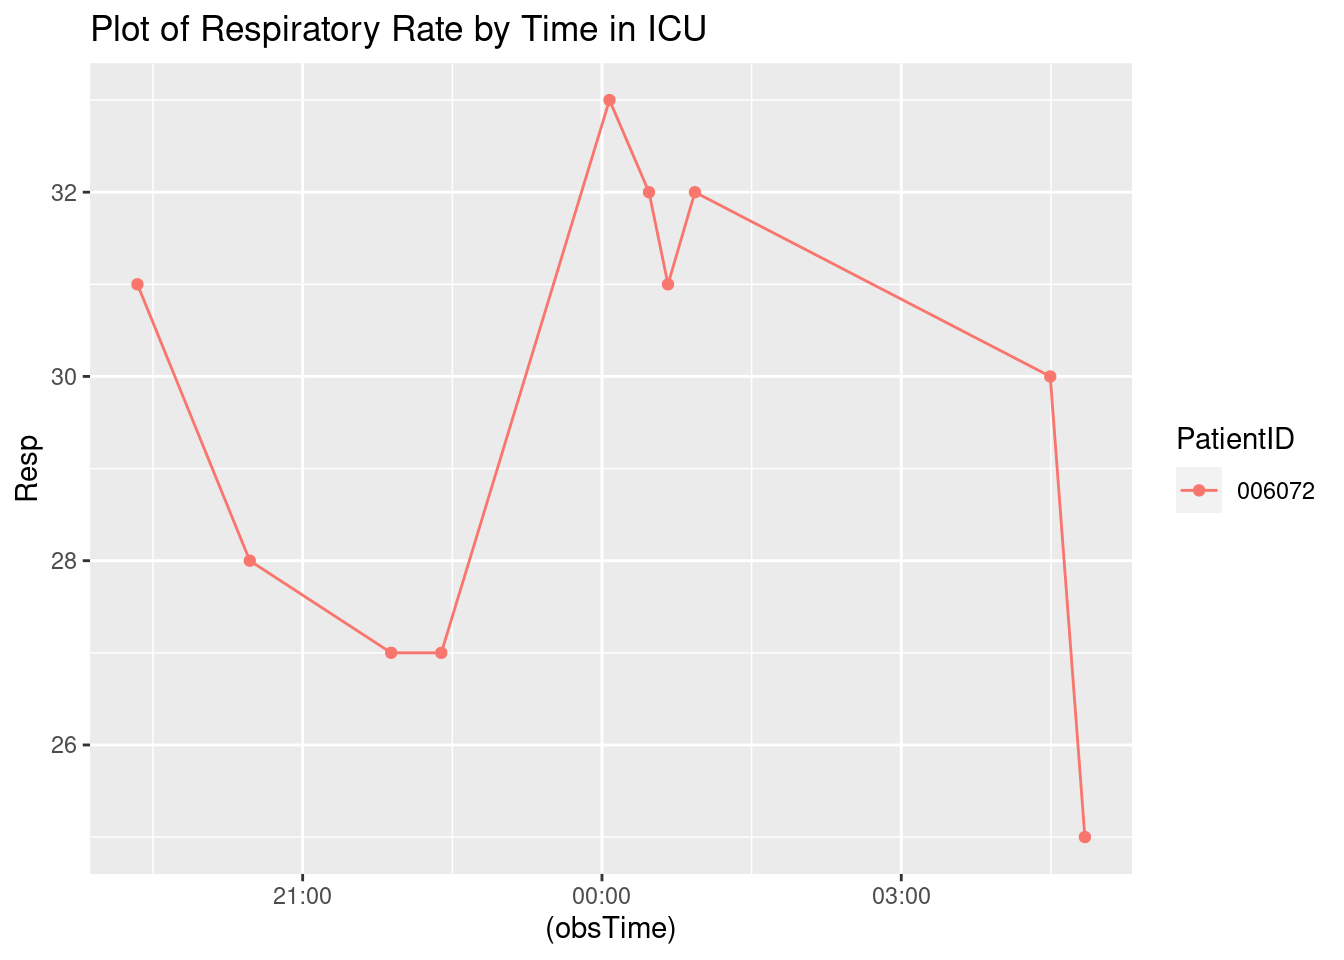 Plot of Respiratory Rate by Time in ICU
32
30
28
26
Resp
21:00
00:00
03:00
(obsTime)
PatientID
006072